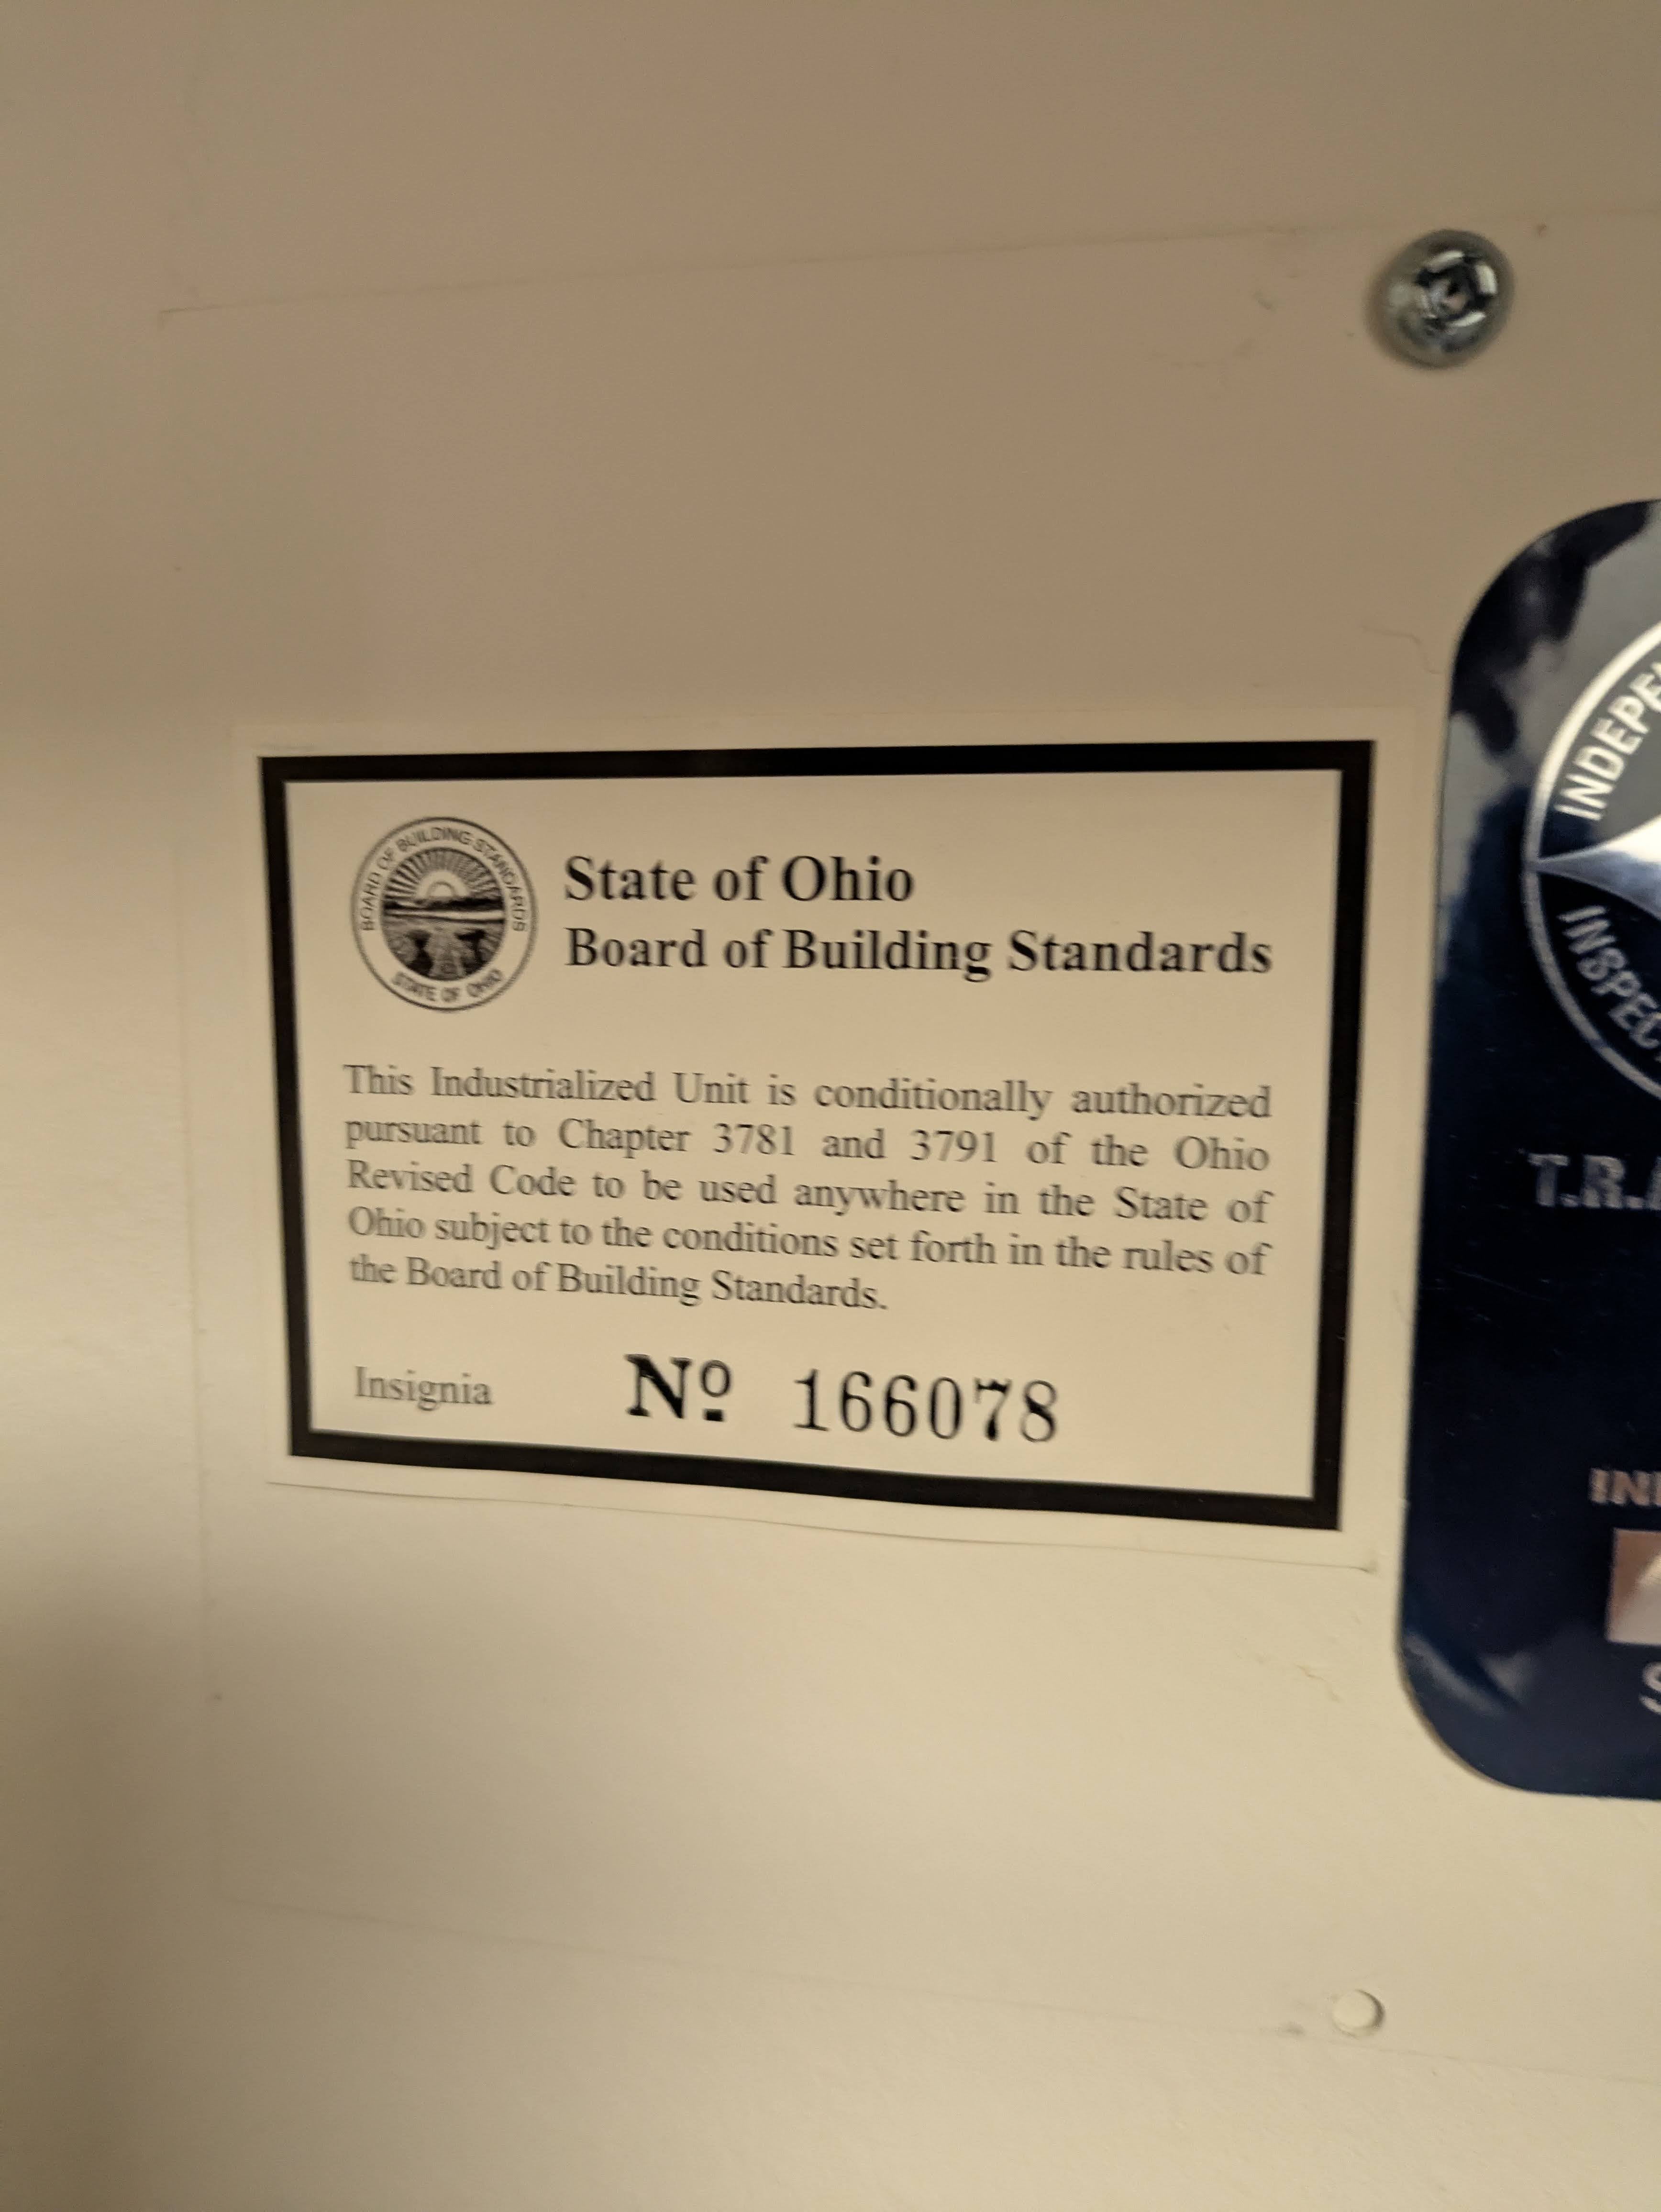 BOARD OF BUILDING STANDARDS
STATE OF OHIO
State of Ohio
Board of Building Standards
This Industrialized Unit is conditionally authorized
pursuant to Chapter 3781 and 3791 of the Ohio
Revised Code to be used anywhere in the State of
Ohio subject to the conditions set forth in the rules of
the Board of Building Standards.
Insignia Nº 166078
INDEPE
INSPEC
T.R.
IN
S